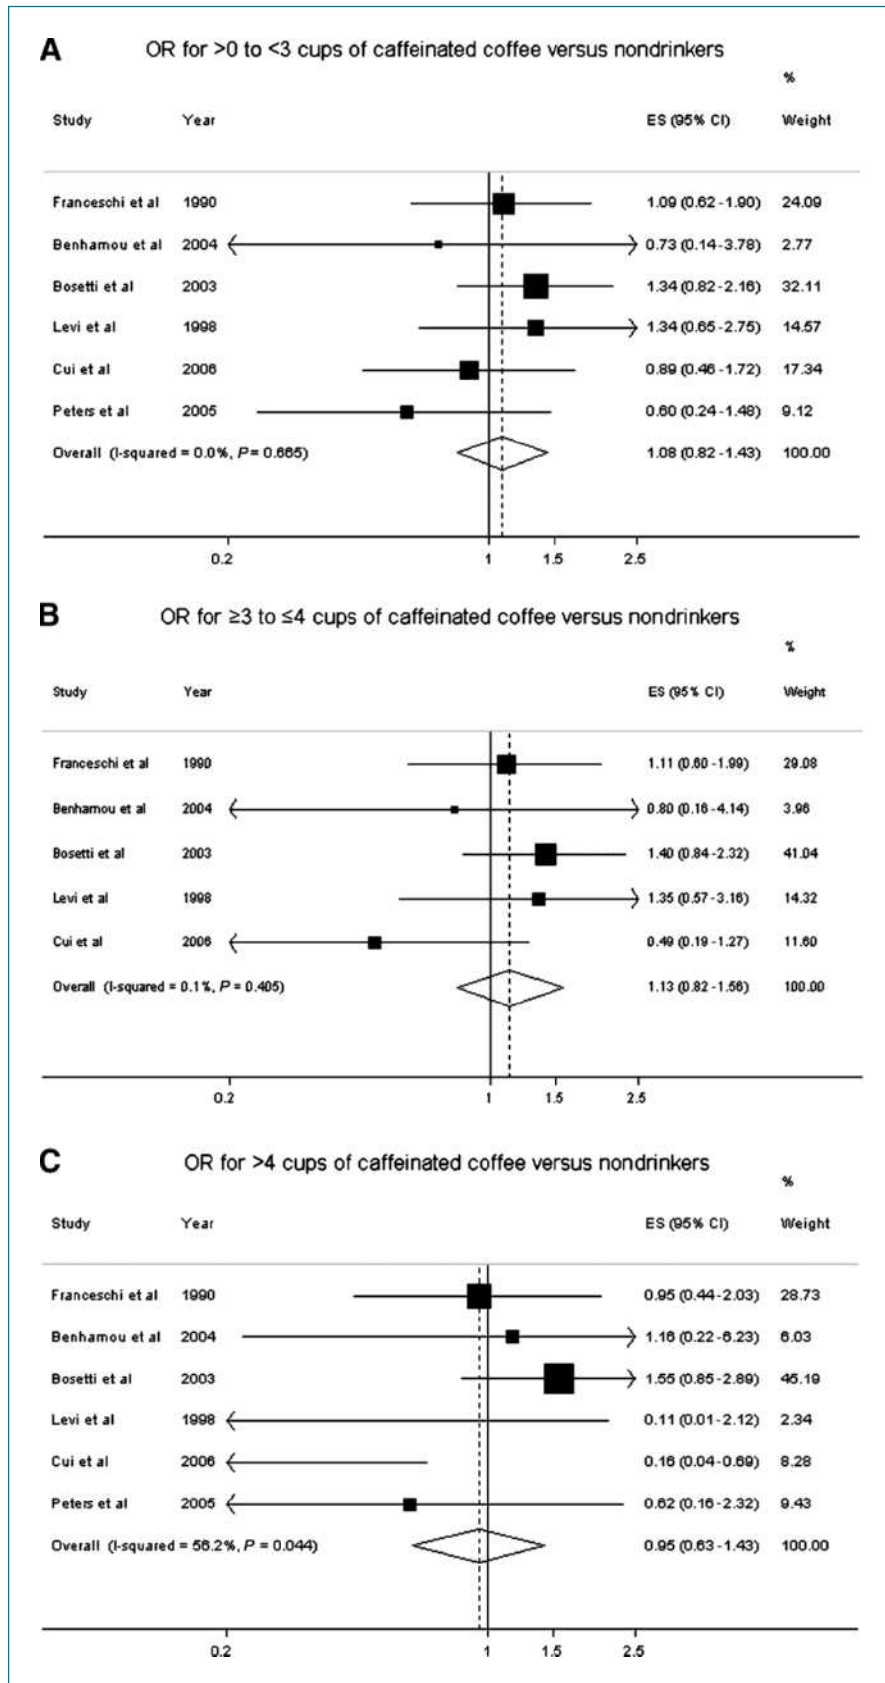 A OR for >0 to <3 cups of caffeinated coffee versus nondrinkers
%
Study Year ES (95% CI) Weight
Franceschi et al 1990 1.09 (0.62-1.90) 24.09
Benhamou et al 2004 0.73 (0.14-3.78) 2.77
Bosetti et al 2003 1.34 (0.82-2.16) 32.11
Levi et al 1998 1.34 (0.65-2.75) 14.57
Cui et al 2006 0.89 (0.46-1.72) 17.34
Peters et al 2005 0.60 (0.24-1.48) 9.12
Overall (I-squared = 0.0%, P = 0.665) 1.08 (0.82-1.43) 100.00
0.2 1 1.5 2.5
B OR for ≥3 to ≤4 cups of caffeinated coffee versus nondrinkers
%
Study Year ES (95% CI) Weight
Franceschi et al 1990 1.11 (0.60-1.99) 29.08
Benhamou et al 2004 0.80 (0.16-4.14) 3.96
Bosetti et al 2003 1.40 (0.84-2.32) 41.04
Levi et al 1998 1.35 (0.57-3.16) 14.32
Cui et al 2006 0.49 (0.19-1.27) 11.60
Overall (I-squared = 0.1%, P = 0.405) 1.13 (0.82-1.56) 100.00
0.2 1 1.5 2.5
C OR for >4 cups of caffeinated coffee versus nondrinkers
%
Study Year ES (95% CI) Weight
Franceschi et al 1990 0.95 (0.44-2.03) 28.73
Benhamou et al 2004 1.16 (0.22-6.23) 6.03
Bosetti et al 2003 1.55 (0.85-2.89) 45.19
Levi et al 1998 0.11 (0.01-2.12) 2.34
Cui et al 2006 0.16 (0.04-0.69) 8.28
Peters et al 2005 0.62 (0.16-2.32) 9.43
Overall (I-squared = 56.2%, P = 0.044) 0.95 (0.63-1.43) 100.00
0.2 1 1.5 2.5